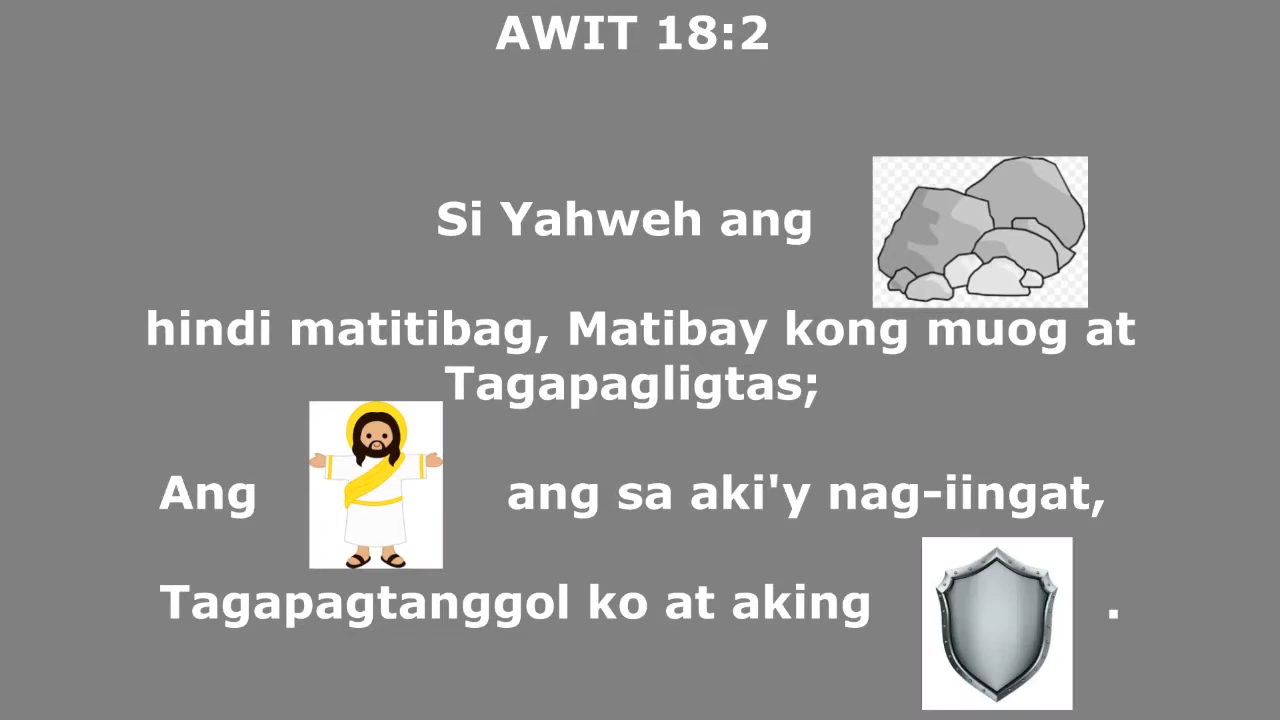 AWIT 18:2
Si Yahweh ang
hindi matitibag, Matibay kong muog at
Tagapagligtas;
Ang ang sa aki'y nag-iingat,
Tagapagtanggol ko at aking .